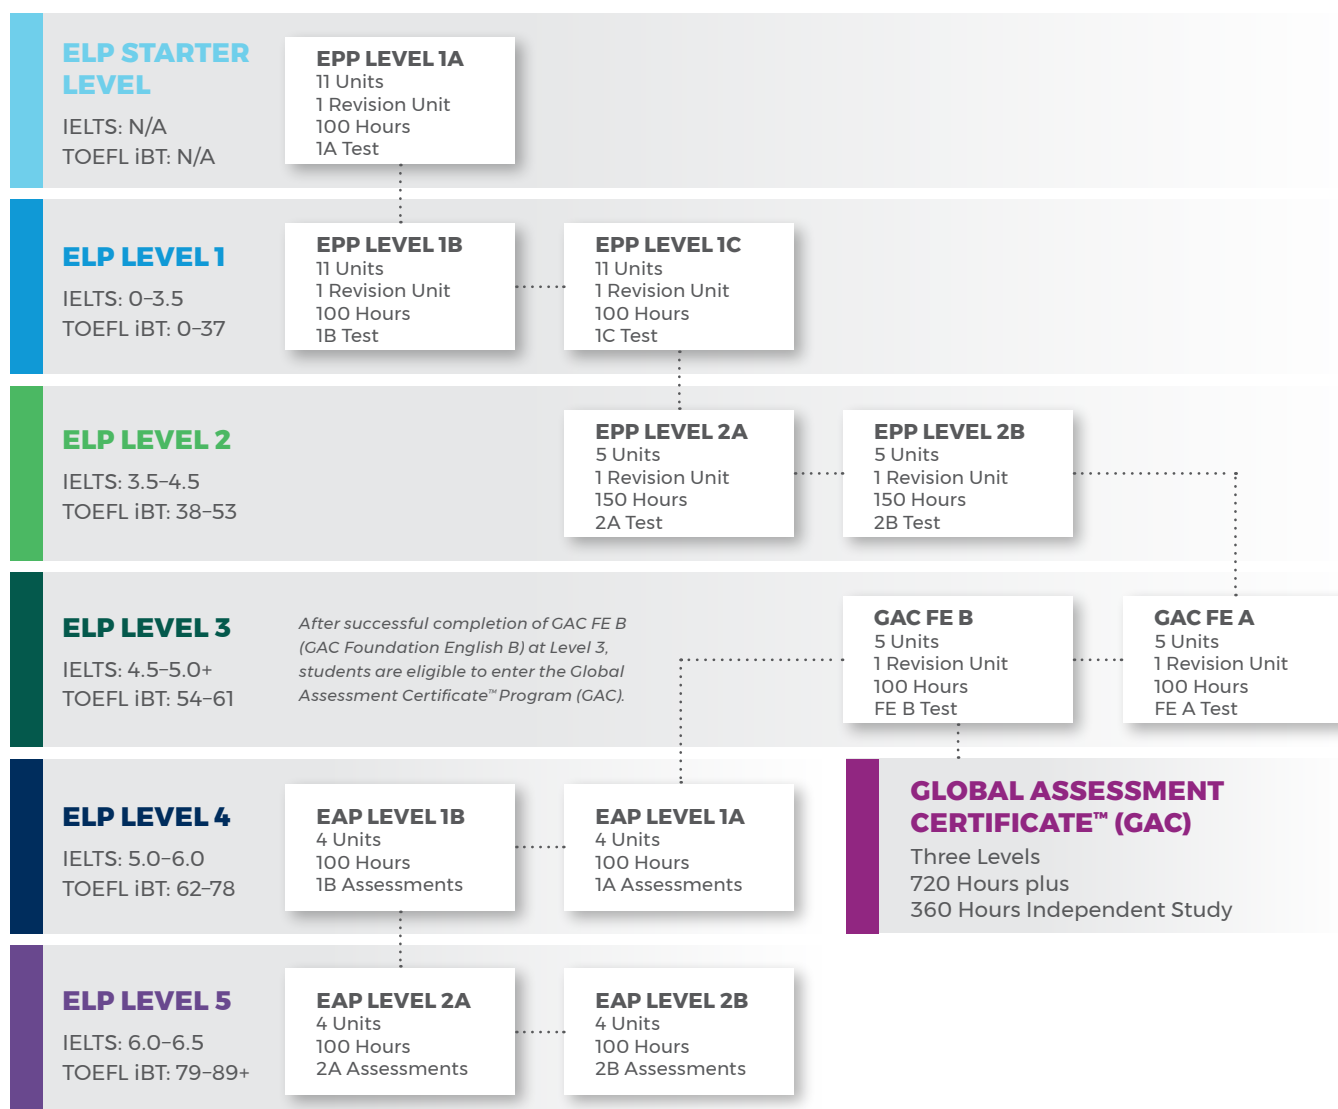 ELP STARTER
LEVEL
IELTS: N/A
TOEFL iBT: N/A
EPP LEVEL 1A
11 Units
1 Revision Unit
100 Hours
1A Test
ELP LEVEL 1
IELTS: 0–3.5
TOEFL iBT: 0–37
EPP LEVEL 1B
11 Units
1 Revision Unit
100 Hours
1B Test
EPP LEVEL 1C
11 Units
1 Revision Unit
100 Hours
1C Test
ELP LEVEL 2
IELTS: 3.5–4.5
TOEFL iBT: 38–53
EPP LEVEL 2A
5 Units
1 Revision Unit
150 Hours
2A Test
EPP LEVEL 2B
5 Units
1 Revision Unit
150 Hours
2B Test
ELP LEVEL 3
IELTS: 4.5–5.0+
TOEFL iBT: 54–61
After successful completion of GAC FE B
(GAC Foundation English B) at Level 3,
students are eligible to enter the Global
Assessment Certificate™ Program (GAC).
GAC FE B
5 Units
1 Revision Unit
100 Hours
FE B Test
GAC FE A
5 Units
1 Revision Unit
100 Hours
FE A Test
ELP LEVEL 4
IELTS: 5.0–6.0
TOEFL iBT: 62–78
EAP LEVEL 1B
4 Units
100 Hours
1B Assessments
EAP LEVEL 1A
4 Units
100 Hours
1A Assessments
GLOBAL ASSESSMENT
CERTIFICATE™ (GAC)
Three Levels
720 Hours plus
360 Hours Independent Study
ELP LEVEL 5
IELTS: 6.0–6.5
TOEFL iBT: 79–89+
EAP LEVEL 2A
4 Units
100 Hours
2A Assessments
EAP LEVEL 2B
4 Units
100 Hours
2B Assessments